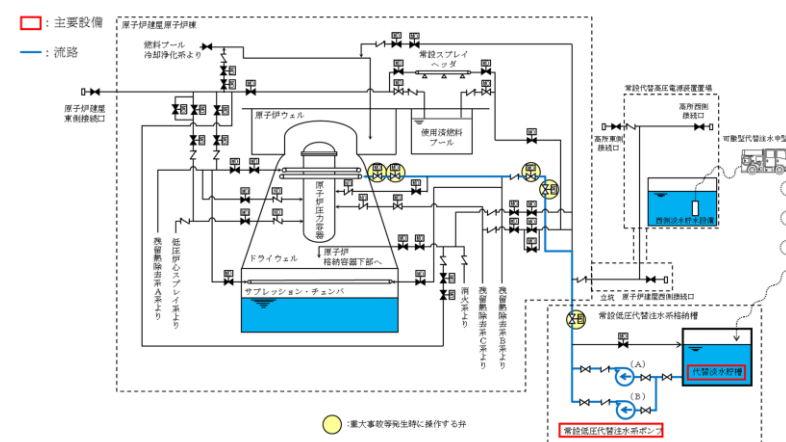 ：主要設備
：流路
原子炉建屋原子炉棟
燃料プール
冷却浄化系より
常設スプレイ
ヘッダ
原子炉建屋
東側接続口
原子炉ウェル
使用済燃料
プール
常設代替高圧電源装置置場
高所西側
接続口
高所東側
接続口
可搬型代替注水中型
西側淡水貯水設備
原子炉圧力容器
残留熱除去系A系より
低圧炉心スプレイ系より
ドライウェル
原子炉
格納容器下部へ
サプレッション・チェンバ
消火系より
残留熱除去系C系より
残留熱除去系B系より
立坑
原子炉建屋西側接続口
常設低圧代替注水系格納槽
(A)
(B)
代替淡水貯槽
常設低圧代替注水系ポンプ
：重大事故等発生時に操作する弁